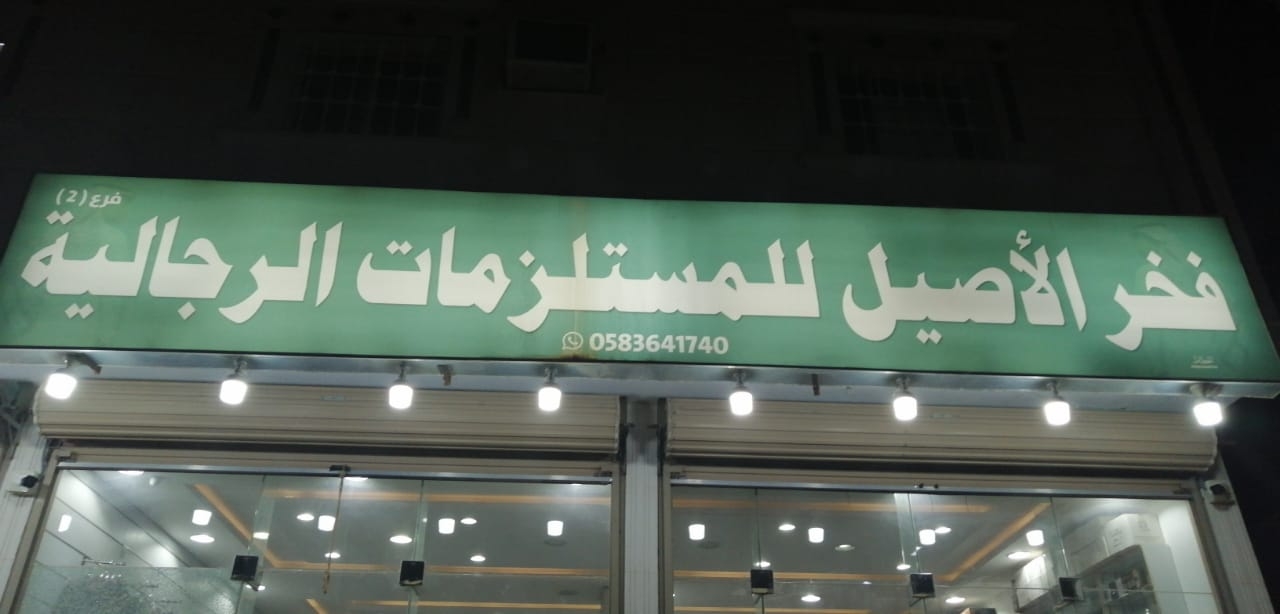 فرع (2)
فخر الأصيل للمستلزمات الرجالية
0583641740